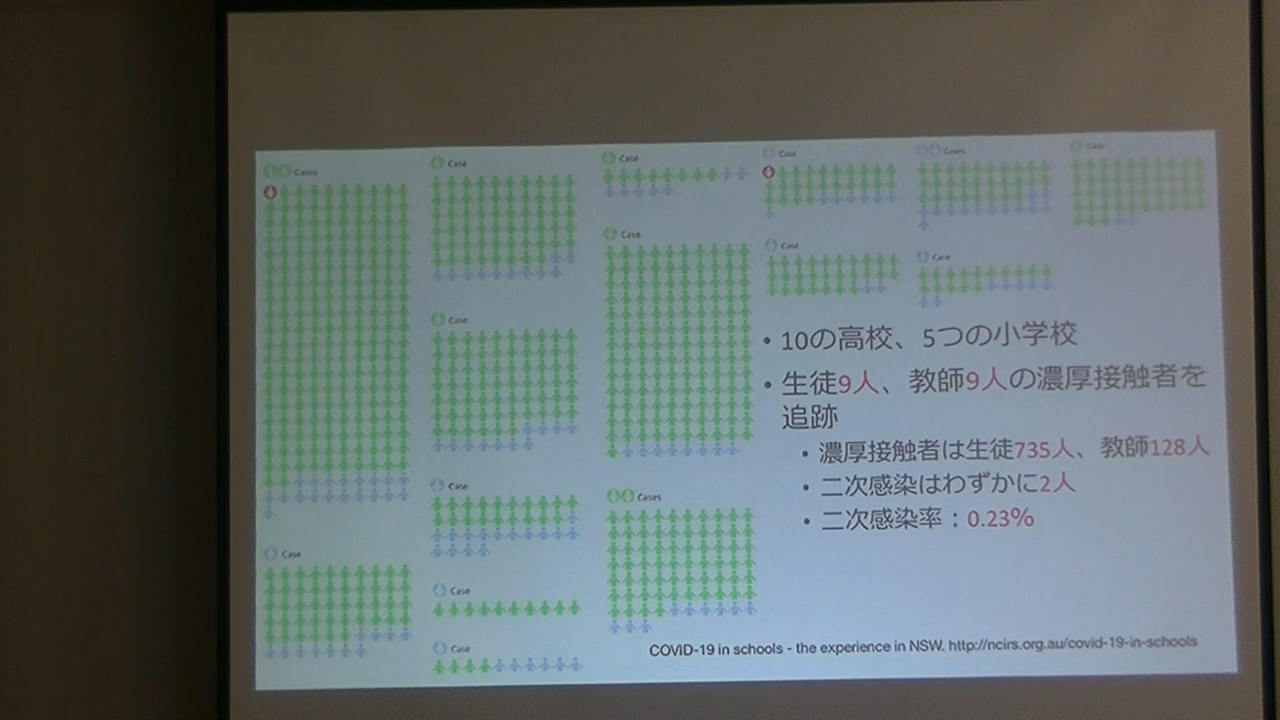 Cases
Case
Case
Case
Cases
Case
Case
Case
Case
Case
Case
Cases
Case
Case
Case
・10の高校、5つの小学校
・生徒9人、教師9人の濃厚接触者を
追跡
・濃厚接触者は生徒735人、教師128人
・二次感染はわずかに2人
・二次感染率：0.23%
COVID-19 in schools - the experience in NSW. http://ncirs.org.au/covid-19-in-schools